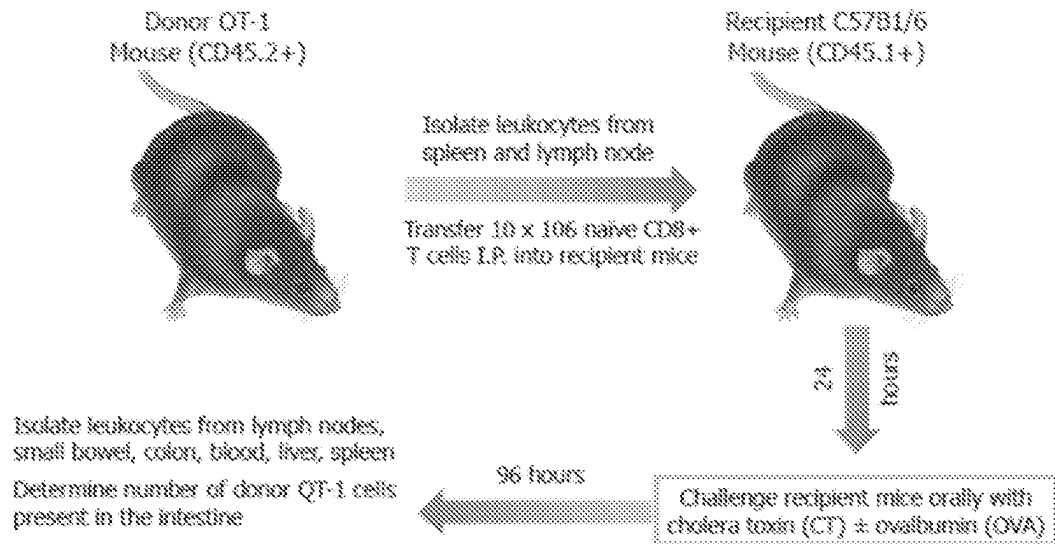 Donor OT-1
Mouse (CD45.2+)
Recipient C57B1/6
Mouse (CD45.1+)
Isolate leukocytes from
spleen and lymph node
Transfer 10 x 106 naive CD8+
T cells I.P. into recipient mice
24
hours
Challenge recipient mice orally with
cholera toxin (CT) ± ovalbumin (OVA)
96 hours
Isolate leukocytes from lymph nodes,
small bowel, colon, blood, liver, spleen
Determine number of donor QT-1 cells
present in the intestine